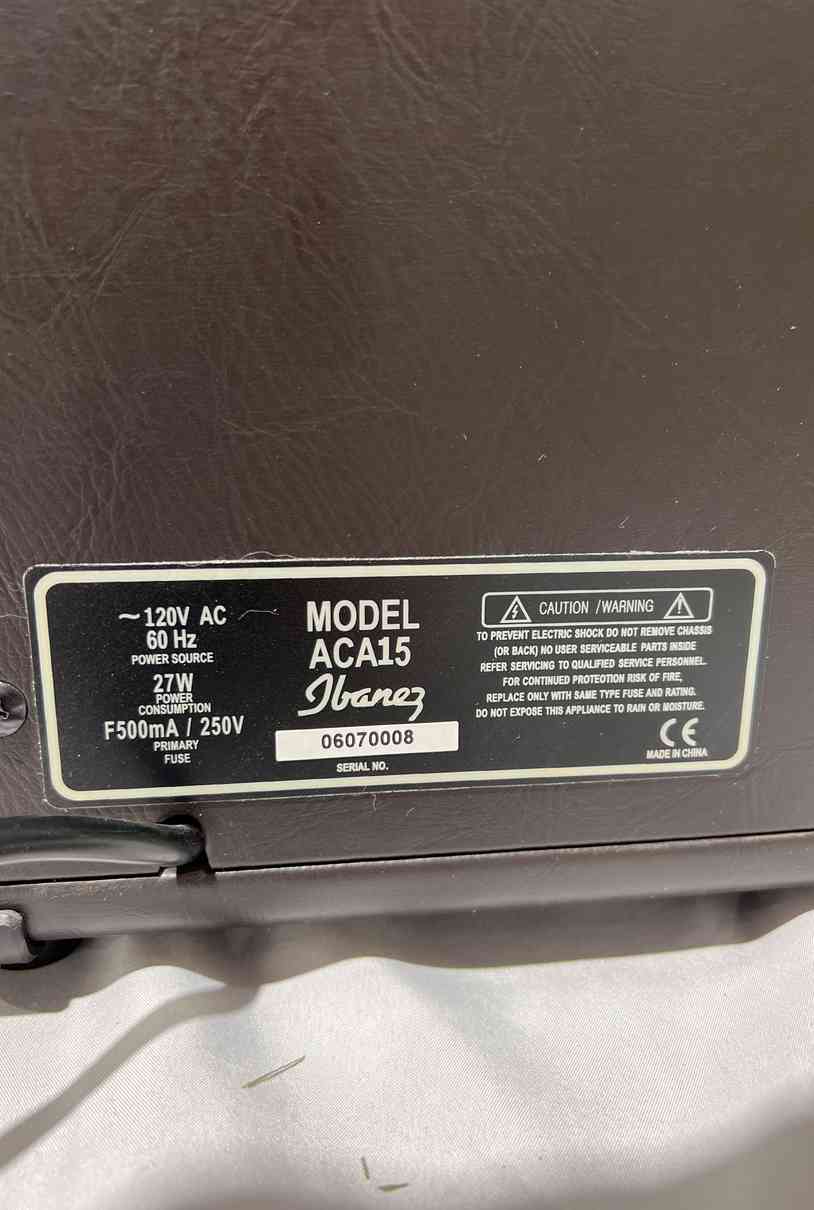 ~120V AC
60 Hz
POWER SOURCE
27W
POWER
CONSUMPTION
F500mA / 250V
PRIMARY
FUSE
MODEL
ACA15
Ibanez
06070008
SERIAL NO.
CAUTION / WARNING
TO PREVENT ELECTRIC SHOCK DO NOT REMOVE CHASSIS
(OR BACK) NO USER SERVICEABLE PARTS INSIDE
REFER SERVICING TO QUALIFIED SERVICE PERSONNEL.
FOR CONTINUED PROTEOTION RISK OF FIRE,
REPLACE ONLY WITH SAME TYPE FUSE AND RATING.
DO NOT EXPOSE THIS APPLIANCE TO RAIN OR MOISTURE.
CE
MADE IN CHINA